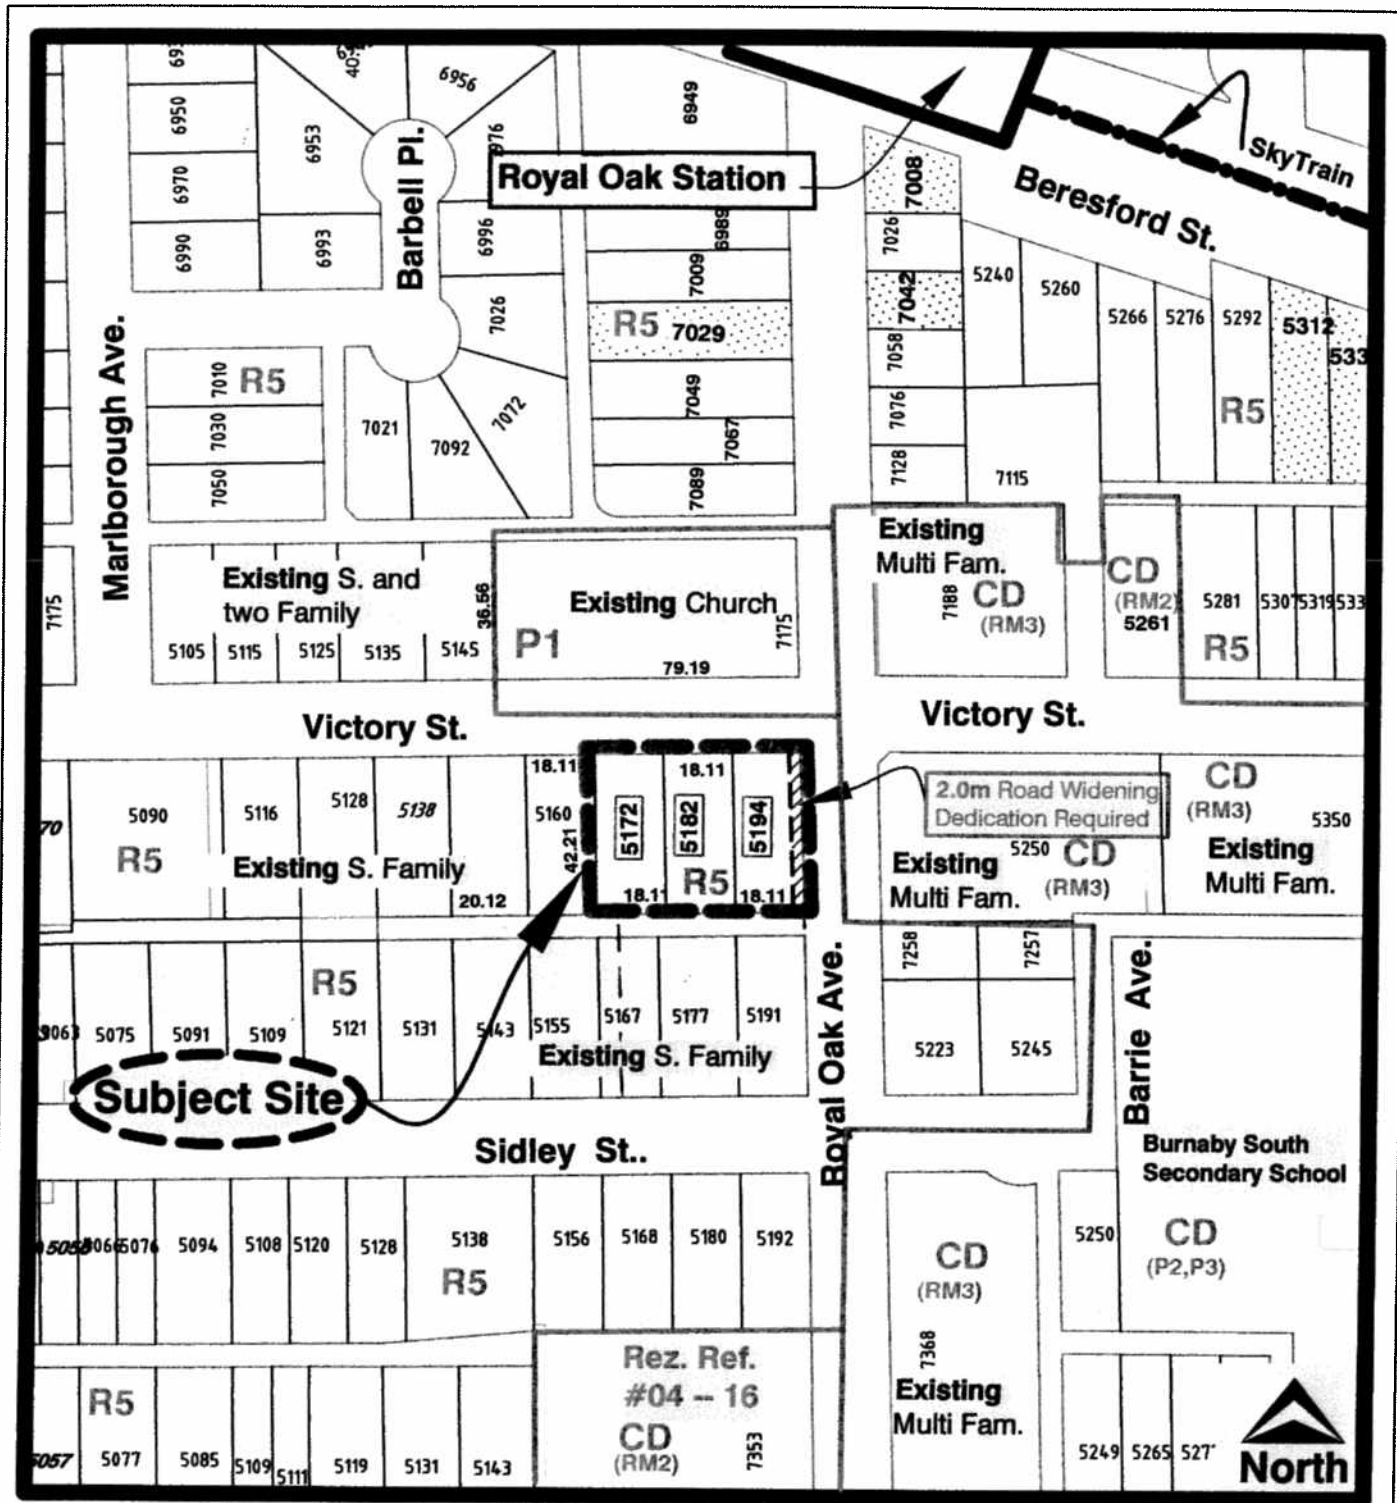 6956
6949
6950
6953
Royal Oak Station
7008
SkyTrain
Beresford St.
6970
Barbell Pl.
6990
6993
6996
6989
7026
7009
7042
5240
5260
7026
R5 7029
7058
5266
5276
5292
5312
Marlborough Ave.
7010
R5
7030
7050
7021
7092
7072
7049
7067
7089
7076
7128
7115
R5
7175
Existing S. and
two Family
36.56
5105
5115
5125
5135
5145
P1
Existing Church
7175
79.19
Existing
Multi Fam.
7188
CD
(RM3)
CD
(RM2)
5261
5281
5307
5319
R5
Victory St.
Victory St.
5090
R5
5116
5128
5138
Existing S. Family
20.12
18.11
5160
42.21
5172
18.11
5182
5194
18.11
R5
18.11
2.0m Road Widening
Dedication Required
5250
CD
(RM3)
Existing
Multi Fam.
CD
(RM3)
5350
Existing
Multi Fam.
R5
5063
5075
5091
5109
5121
5131
5143
5155
5167
5177
5191
Existing S. Family
Royal Oak Ave.
7258
7257
5223
5245
Barrie Ave.
Subject Site
Sidley St..
Burnaby South
Secondary School
CD
(P2,P3)
5066
5076
5094
5108
5120
5128
5138
R5
5156
5168
5180
5192
CD
(RM3)
7368
Existing
Multi Fam.
5250
R5
5057
5077
5085
5109
5111
5119
5131
5143
Rez. Ref.
#04 -- 16
CD
(RM2)
7353
5249
5265
North